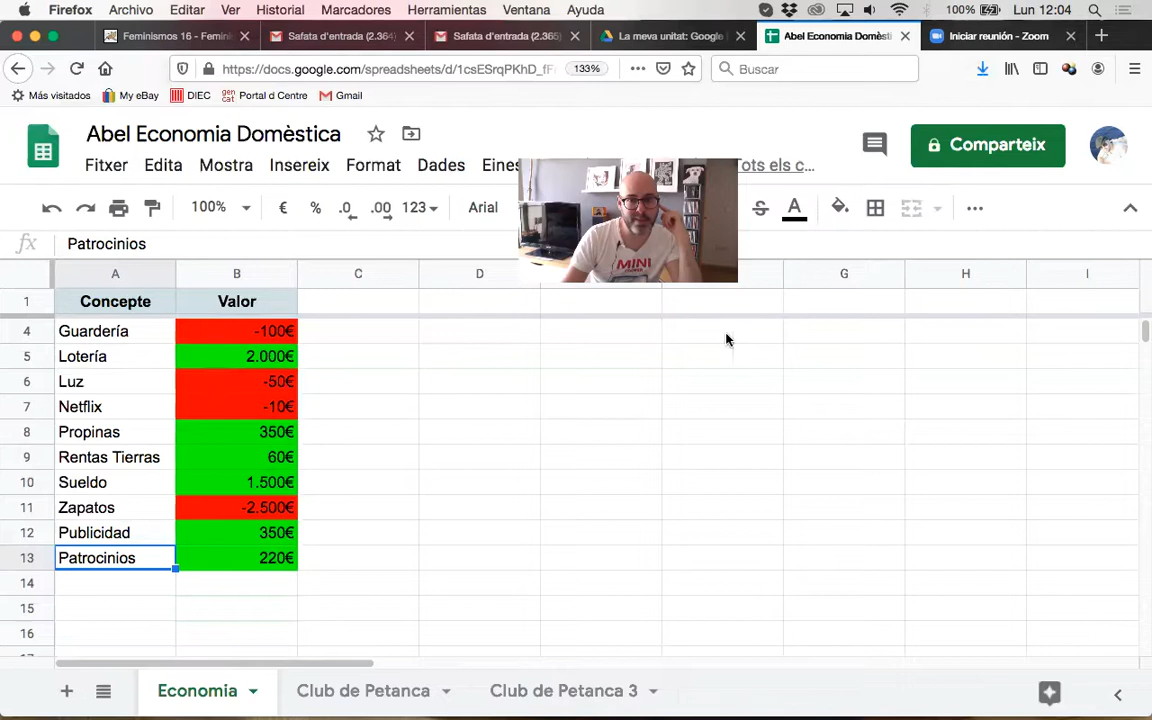 Firefox Archivo Editar Ver Historial Marcadores Herramientas Ventana Ayuda 100% Lun 12:04
Feminismos 16 - Femini Safata d'entrada (2.364) Safata d'entrada (2.365) La meva unitat: Google Abel Economia Domèsti Iniciar reunión - Zoom
https://docs.google.com/spreadsheets/d/1csESrqPKhD_fF 133% Buscar
Más visitados My eBay DIEC gencat Portal d Centre Gmail
Abel Economia Domèstica
Comparteix
Fitxer Edita Mostra Insereix Format Dades Eines Tots els c...
100% € % .0 .00 123 Arial A
fx Patrocinios
A B C D G H I
1 Concepte Valor
4 Guardería -100€
5 Lotería 2.000€
6 Luz -50€
7 Netflix -10€
8 Propinas 350€
9 Rentas Tierras 60€
10 Sueldo 1.500€
11 Zapatos -2.500€
12 Publicidad 350€
13 Patrocinios 220€
14
15
16
Economia Club de Petanca Club de Petanca 3
MINI